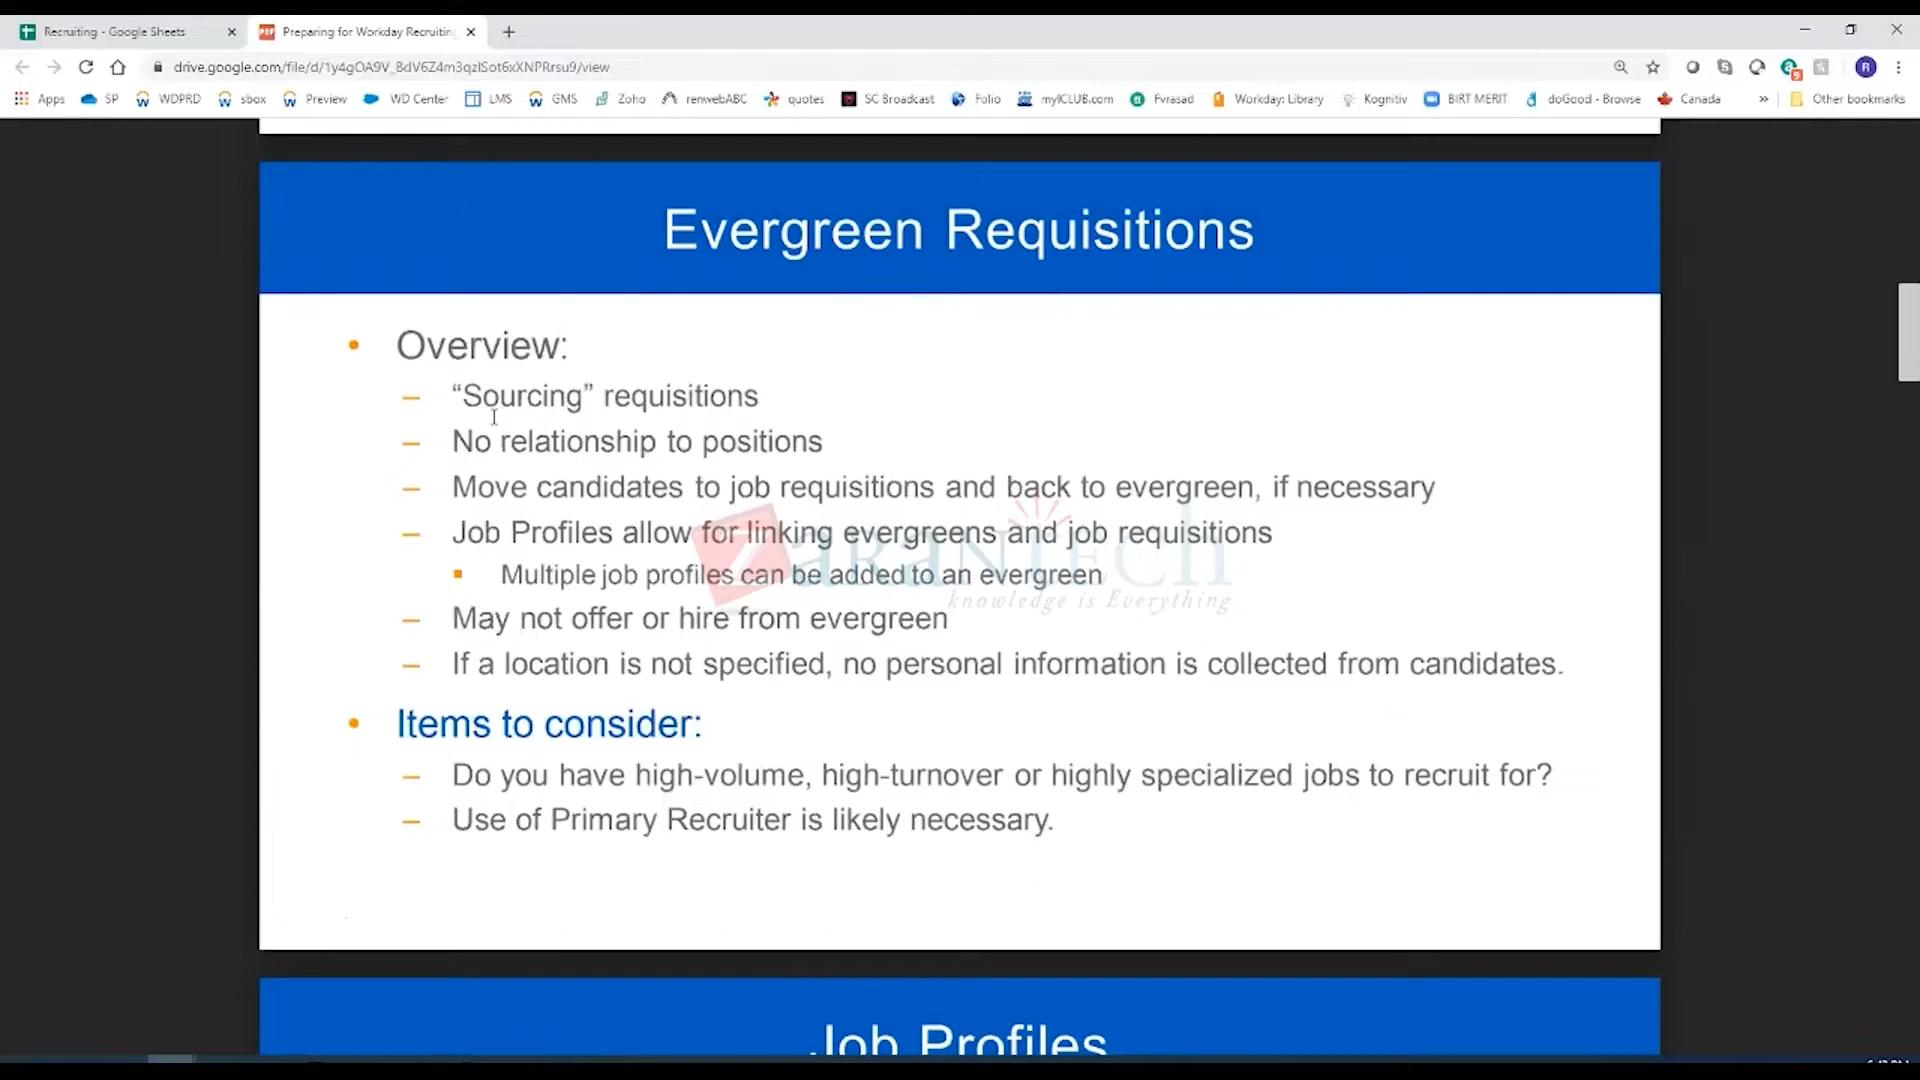 Recruiting - Google Sheets
Preparing for Workday Recruiting
drive.google.com/file/d/1y4gOA9V_BdV6Z4m3qzlSot6xXNPRrsu9/view
Apps SP WDPRD sbox Preview WD Center LMS GMS Zoho renwebABC quotes SC Broadcast Folio myICLUB.com Fvrasad Workday: Library Kognitiv BIRT MERIT doGood - Browse Canada » Other bookmarks
Evergreen Requisitions
• Overview:
– “Sourcing” requisitions
– No relationship to positions
– Move candidates to job requisitions and back to evergreen, if necessary
– Job Profiles allow for linking evergreens and job requisitions
Multiple job profiles can be added to an evergreen
ZaranTech
knowledge is Everything
– May not offer or hire from evergreen
– If a location is not specified, no personal information is collected from candidates.
• Items to consider:
– Do you have high-volume, high-turnover or highly specialized jobs to recruit for?
– Use of Primary Recruiter is likely necessary.
Job Profiles